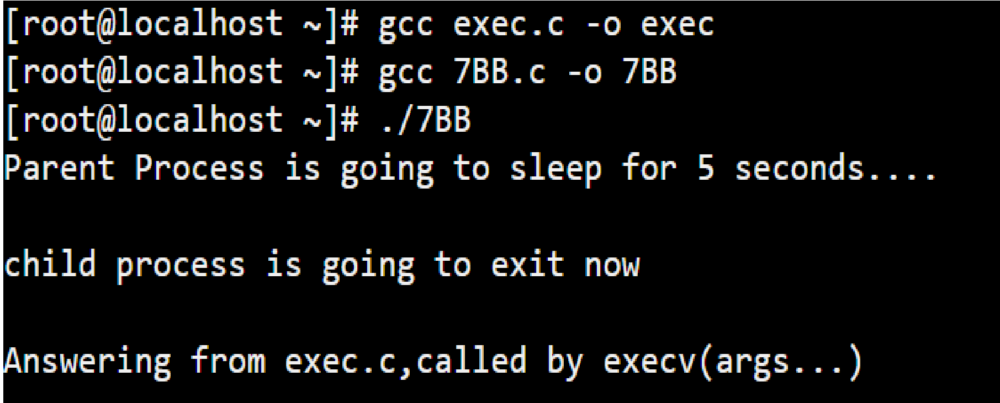 [root@localhost ~]# gcc exec.c -o exec
[root@localhost ~]# gcc 7BB.c -o 7BB
[root@localhost ~]# ./7BB
Parent Process is going to sleep for 5 seconds....
child process is going to exit now
Answering from exec.c,called by execv(args...)